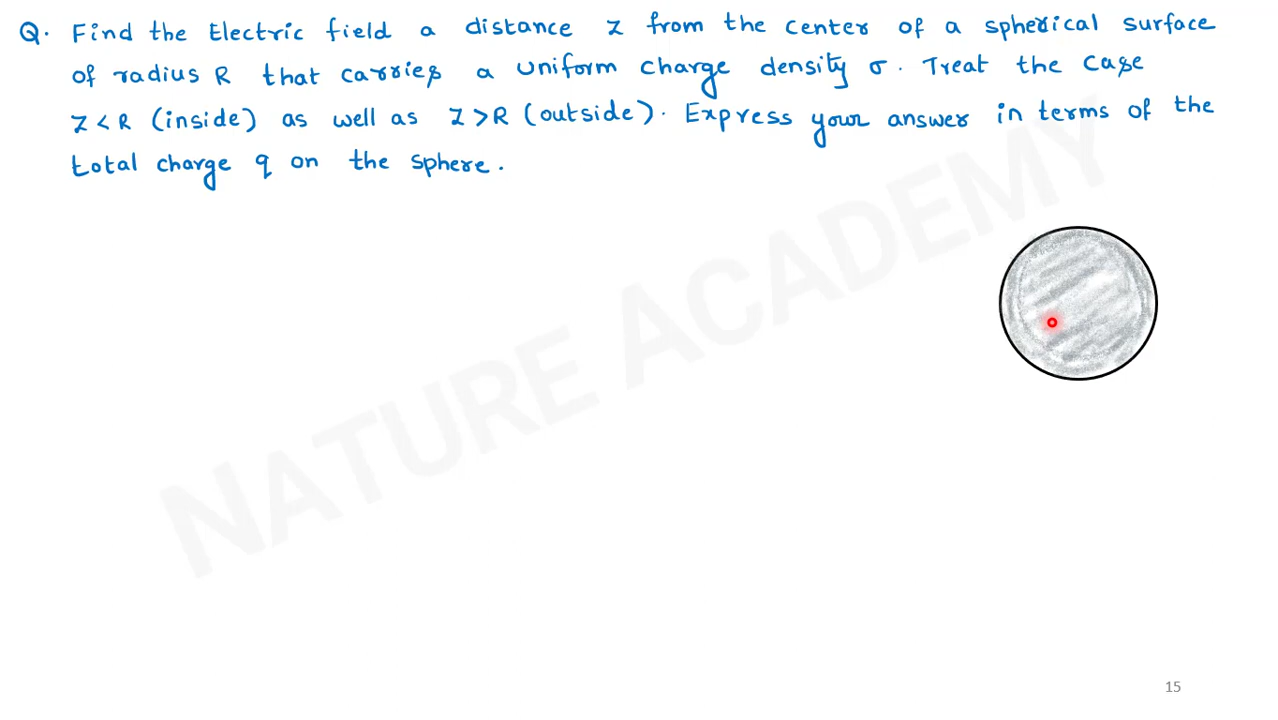 Q. Find the Electric field a distance z from the center of a spherical surface
of radius R that carries a uniform charge density σ. Treat the case
z < R (inside) as well as z > R (outside). Express your answer in terms of the
total charge q on the sphere.
NATURE ACADEMY
15